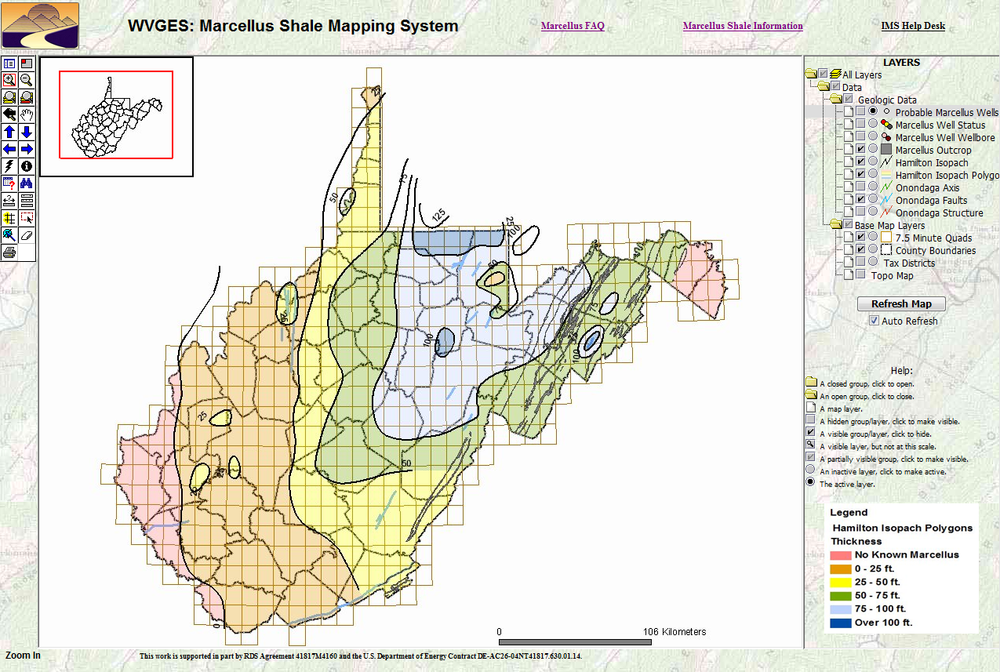 WVGES: Marcellus Shale Mapping System
Marcellus FAQ
Marcellus Shale Information
IMS Help Desk
LAYERS
All Layers
Data
Geologic Data
Probable Marcellus Wells
Marcellus Well Status
Marcellus Well Wellbore
Marcellus Outcrop
Hamilton Isopach
Hamilton Isopach Polygo
Onondaga Axis
Onondaga Faults
Onondaga Structure
Base Map Layers
7.5 Minute Quads
County Boundaries
Tax Districts
Topo Map
Refresh Map
Auto Refresh
Help:
A closed group, click to open.
An open group, click to close.
A map layer.
A hidden group/layer, click to make visible.
A visible group/layer, click to hide.
A visible layer, but not at this scale.
A partially visible group, click to make visible.
An inactive layer, click to make active.
The active layer.
Legend
Hamilton Isopach Polygons
Thickness
No Known Marcellus
0 - 25 ft.
25 - 50 ft.
50 - 75 ft.
75 - 100 ft.
Over 100 ft.
50
75
125
25
100
100
100
25
50
0
0
106 Kilometers
Zoom In
This work is supported in part by RDS Agreement 41817M4160 and the U.S. Department of Energy Contract DE-AC26-04NT41817.630.01.14.